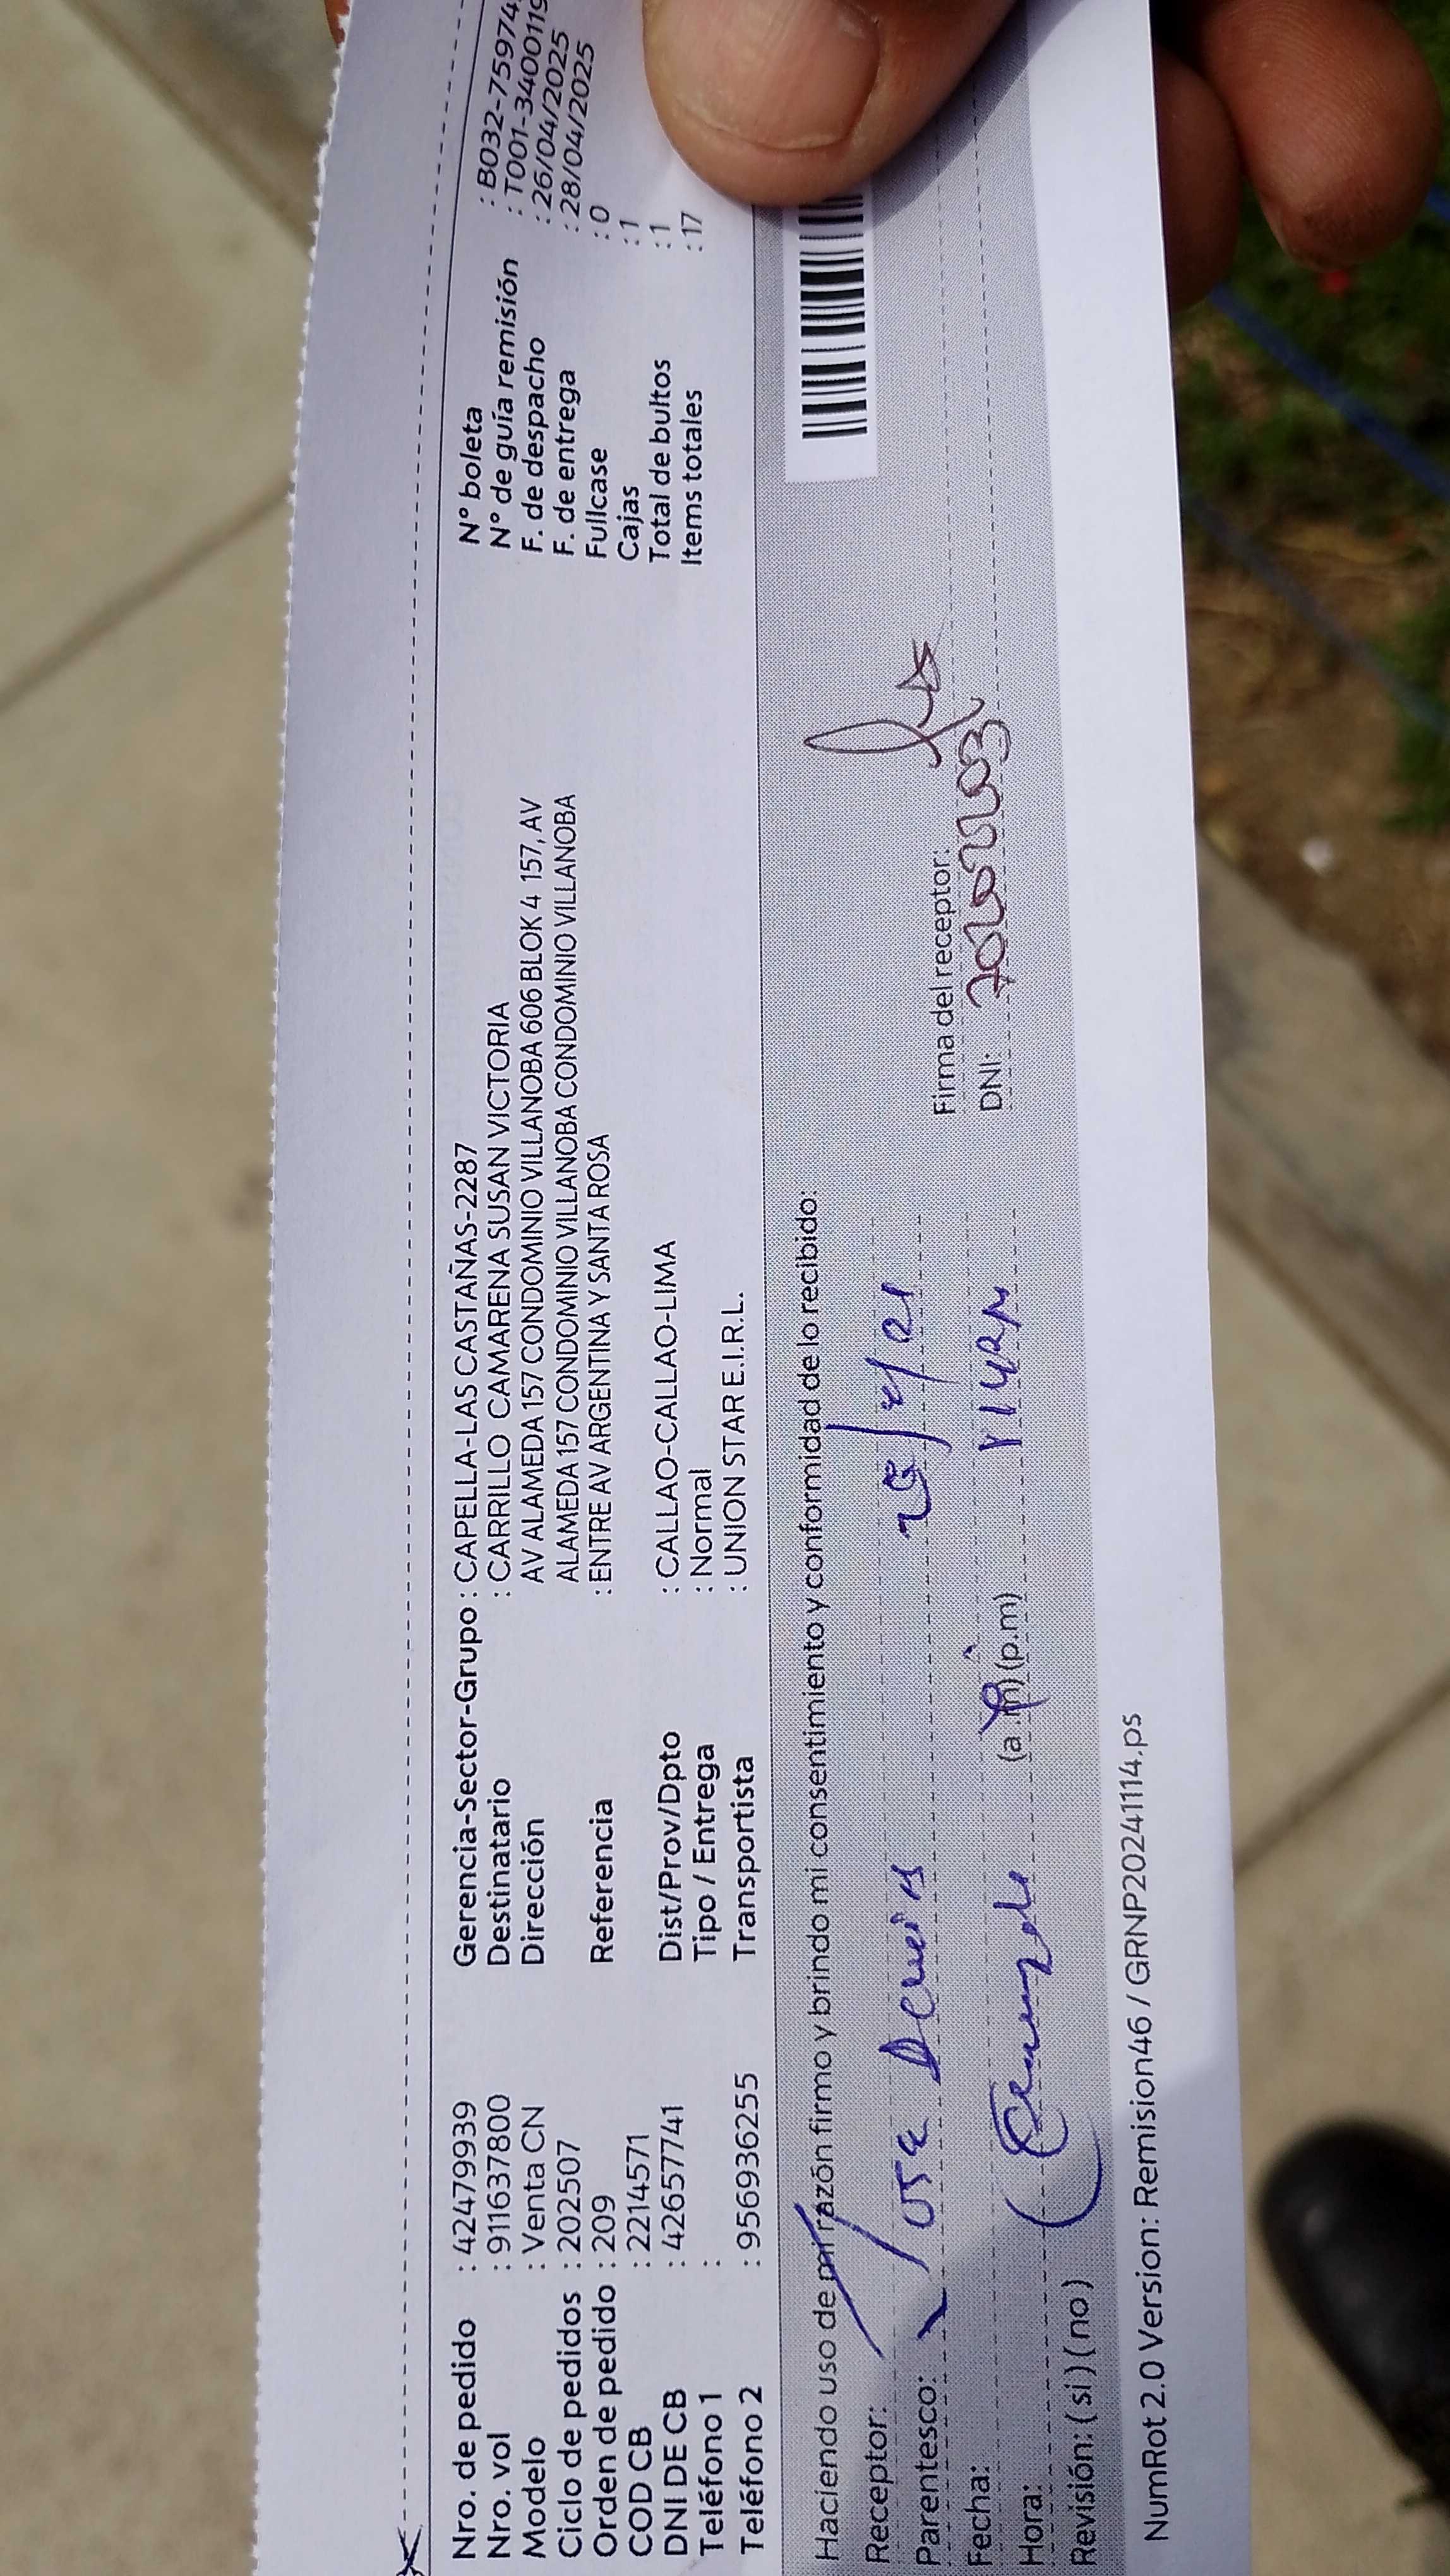 Nro. de pedido : 42479939
Nro. vol : 911637800
Modelo : Venta CN
Ciclo de pedidos : 202507
Orden de pedido : 209
COD CB : 2214571
DNI DE CB : 42657741
Teléfono 1 :
Teléfono 2 : 956936255
Gerencia-Sector-Grupo : CAPELLA-LAS CASTAÑAS-2287
Destinatario : CARRILLO CAMARENA SUSAN VICTORIA
Dirección AV ALAMEDA 157 CONDOMINIO VILLANOBA 606 BLOK 4 157, AV
ALAMEDA 157 CONDOMINIO VILLANOBA CONDOMINIO VILLANOBA
Referencia : ENTRE AV ARGENTINA Y SANTA ROSA
Dist/Prov/Dpto : CALLAO-CALLAO-LIMA
Tipo / Entrega : Normal
Transportista : UNION STAR E.I.R.L.
N° boleta : B032-75974
N° de guía remisión : T001-3400119
F. de despacho : 26/04/2025
F. de entrega : 28/04/2025
Fullcase : 0
Cajas : 1
Total de bultos : 1
Items totales : 17
Haciendo uso de mi razón firmo y brindo mi consentimiento y conformidad de lo recibido:
Receptor:
Parentesco:
Fecha:
Hora: (a.m)(p.m)
Revisión: (si) (no)
Firma del receptor:
DNI:
NumRot 2.0 Version: Remision46 / GRNP20241114.ps